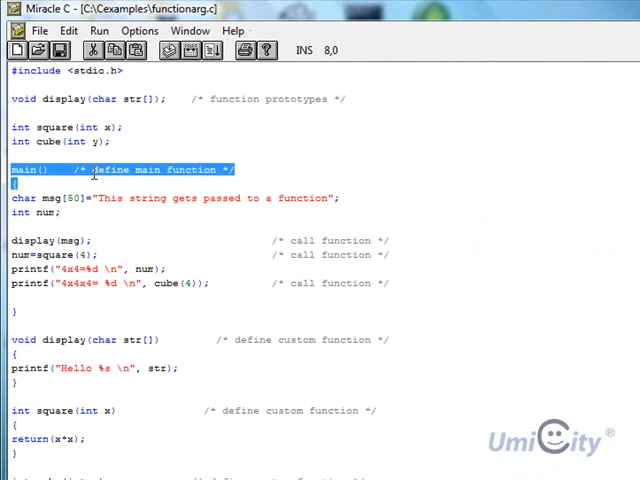 Miracle C - [C:\Cexamples\functionarg.c]
File Edit Run Options Window Help
INS 8,0
#include <stdio.h>
void display(char str[]); /* function prototypes */
int square(int x);
int cube(int y);
main() /* define main function */
{
char msg[50]="This string gets passed to a function";
int num;
display(msg); /* call function */
num=square(4); /* call function */
printf("4x4=%d \n", num);
printf("4x4x4= %d \n", cube(4)); /* call function */
}
void display(char str[]) /* define custom function */
{
printf("Hello %s \n", str);
}
int square(int x) /* define custom function */
{
return(x*x);
}
UmiCity ®